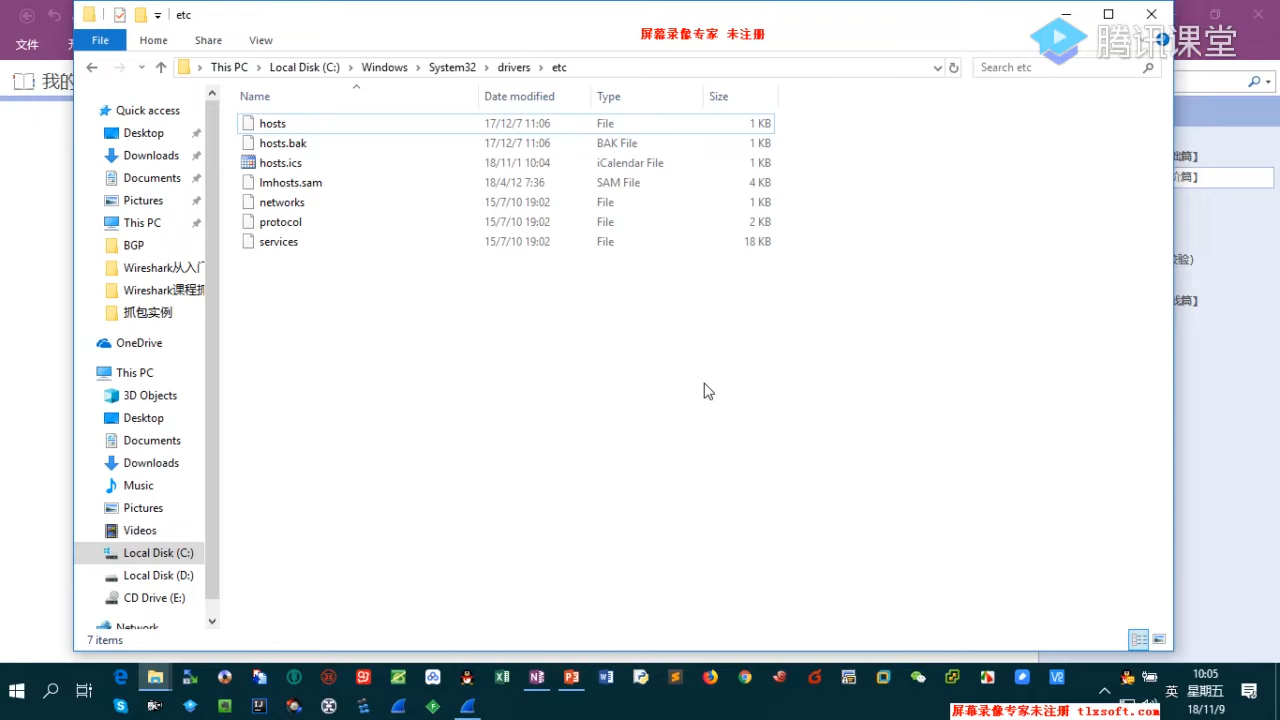 etc
屏幕录像专家 未注册
腾讯课堂
文件
File
Home
Share
View
This PC
Local Disk (C:)
Windows
System32
drivers
etc
Search etc
我的
Name
Date modified
Type
Size
hosts
17/12/7 11:06
File
1 KB
hosts.bak
17/12/7 11:06
BAK File
1 KB
hosts.ics
18/11/1 10:04
iCalendar File
1 KB
lmhosts.sam
18/4/12 7:36
SAM File
4 KB
networks
15/7/10 19:02
File
1 KB
protocol
15/7/10 19:02
File
2 KB
services
15/7/10 19:02
File
18 KB
Quick access
Desktop
Downloads
Documents
Pictures
This PC
BGP
Wireshark从入门
Wireshark课程抓
抓包实例
OneDrive
This PC
3D Objects
Desktop
Documents
Downloads
Music
Pictures
Videos
Local Disk (C:)
Local Disk (D:)
CD Drive (E:)
Network
7 items
英
10:05
星期五
18/11/9
屏幕录像专家未注册 tlxsoft.com